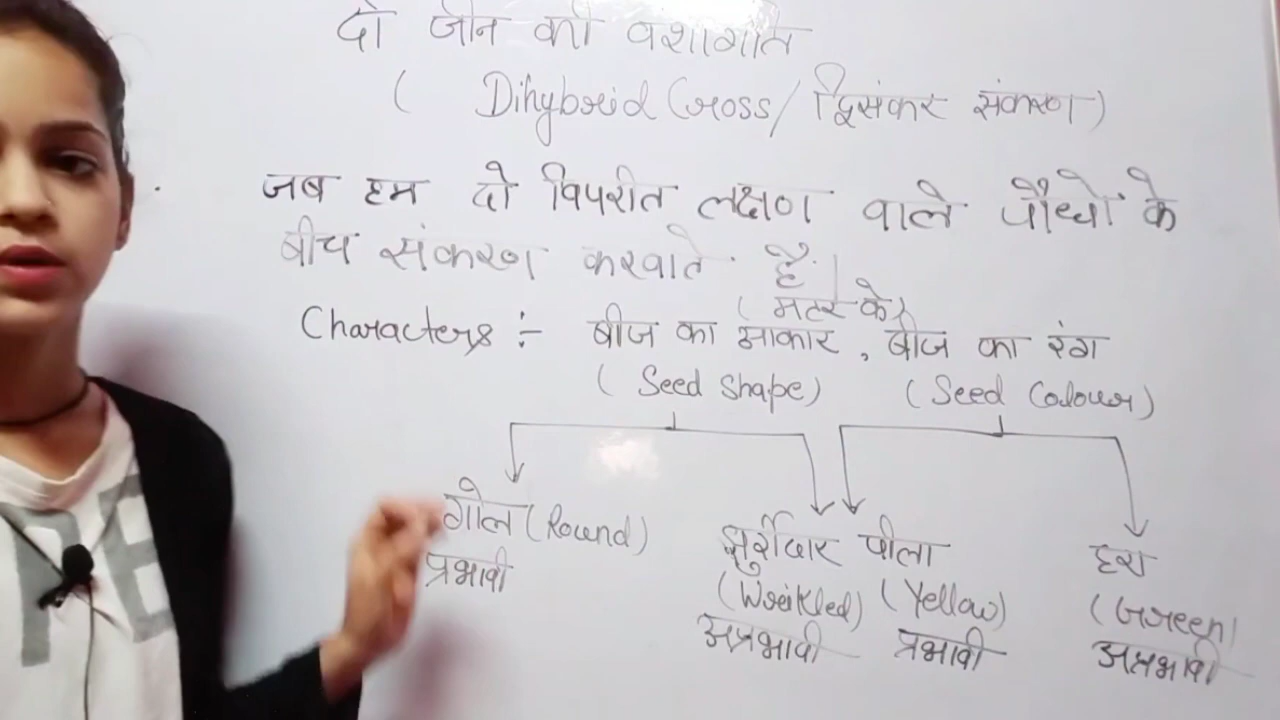 दो जीन की वंशागति
( Dihybrid Cross/ द्विसंकर संकरण)
जब हम दो विपरीत लक्षण वाले पौधों के
बीच संकरण करवाते हैं।
(मटर के)
Characters :- बीज का आकार , बीज का रंग
( Seed Shape) ( Seed Colour)
गोल (Round) झुर्रीदार पीला हरा
प्रभावी (Wrinkled) (Yellow) (Green)
अप्रभावी प्रभावी अप्रभावी